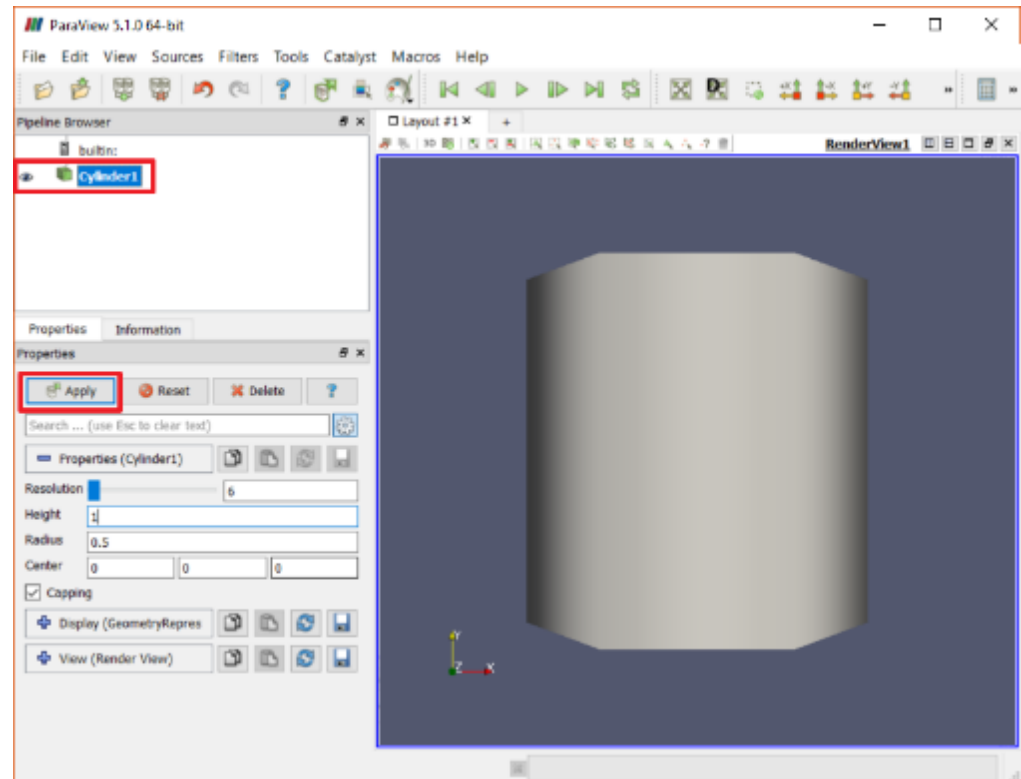 ParaView 5.1.0 64-bit
File Edit View Sources Filters Tools Catalyst Macros Help
Pipeline Browser
builtin:
Cylinder1
Layout #1
3D
RenderView1
Properties Information
Properties
Apply Reset Delete ?
Search ... (use Esc to clear text)
Properties (Cylinder1)
Resolution 6
Height 1
Radius 0.5
Center 0 0 0
Capping
Display (GeometryRepres
View (Render View)
Y
Z X